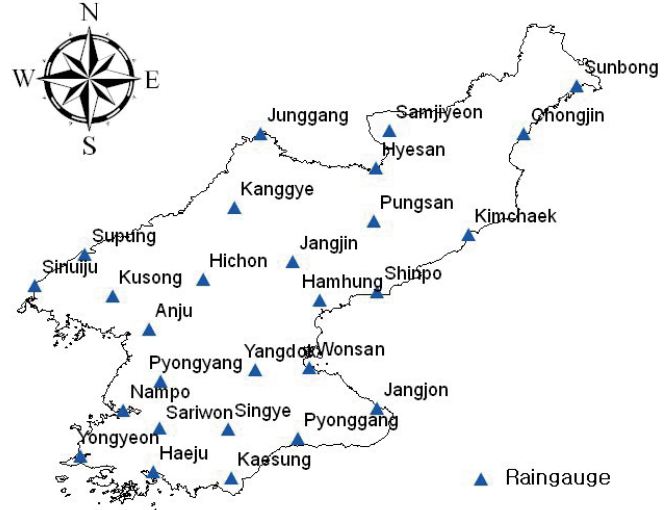 N
W E
S
Sunbong
Junggang
Samjiyeon
Chongjin
Hyesan
Kanggye
Pungsan
Kimchaek
Supung
Jangjin
Hichon
Sinuiju
Kusong
Hamhung
Shinpo
Anju
Yangdok
Wonsan
Pyongyang
Nampo
Jangjon
Sariwon
Singye
Pyonggang
Yongyeon
Haeju
Kaesung
Raingauge